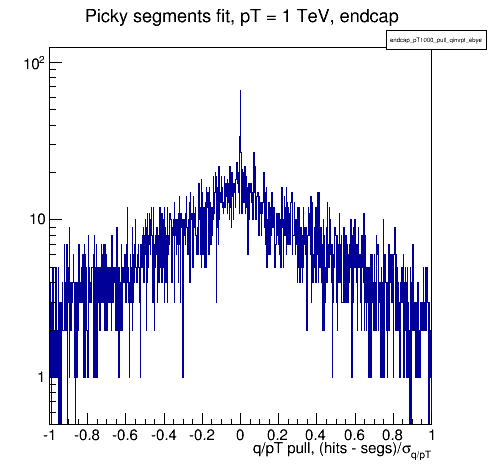 Picky segments fit, pT = 1 TeV, endcap
endcap_pT1000_pull_qinvpt_ebye
10²
10
1
-1 -0.8 -0.6 -0.4 -0.2 0 0.2 0.4 0.6 0.8 1
q/pT pull, (hits - segs)/σ_q/pT